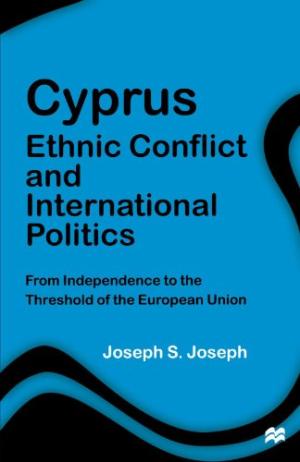 Cyprus
Ethnic Conflict
and
International
Politics
From Independence to the
Threshold of the European Union
Joseph S. Joseph